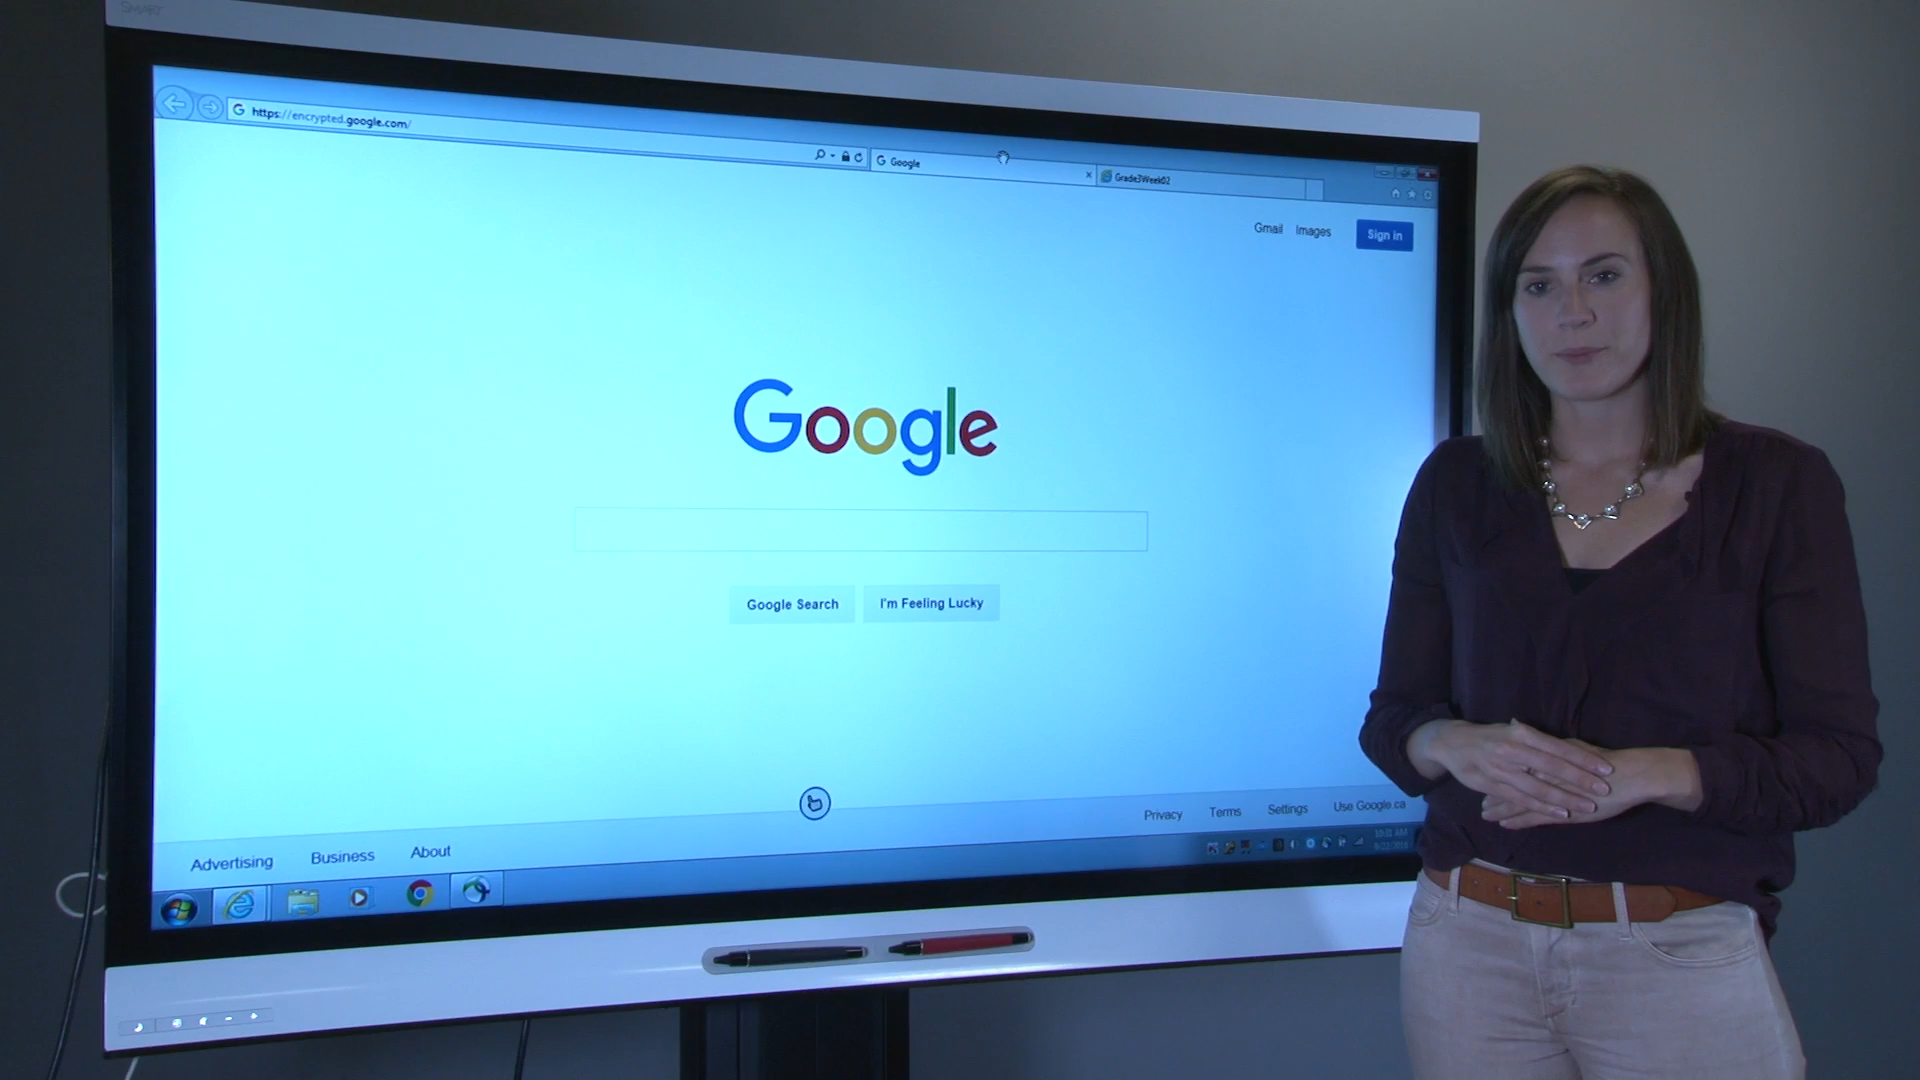 SMART
https://encrypted.google.com/
Google
Grade3Week02
Gmail Images Sign in
Google
Google Search I'm Feeling Lucky
Privacy Terms Settings Use Google.ca
Advertising Business About